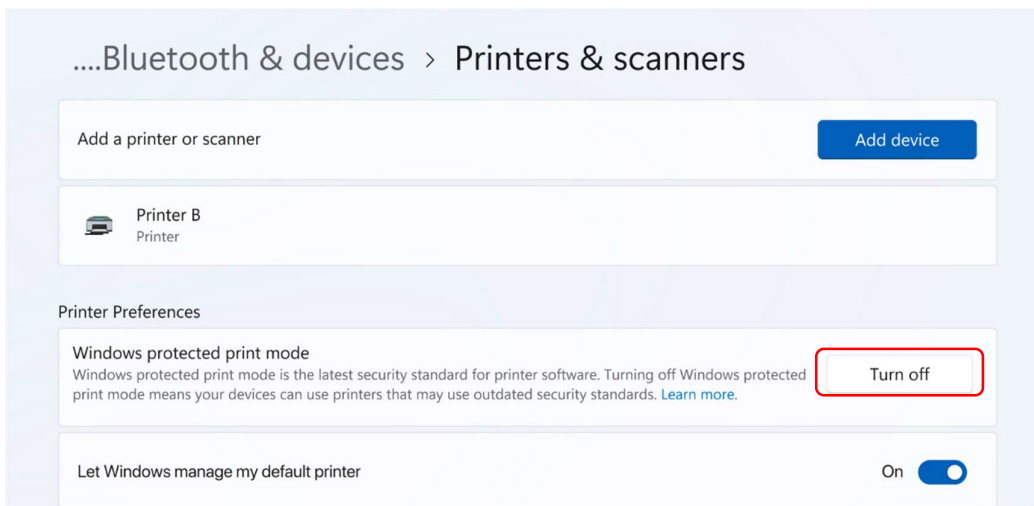 ....Bluetooth & devices > Printers & scanners
Add a printer or scanner
Add device
Printer B
Printer
Printer Preferences
Windows protected print mode
Windows protected print mode is the latest security standard for printer software. Turning off Windows protected
print mode means your devices can use printers that may use outdated security standards. Learn more.
Turn off
Let Windows manage my default printer
On